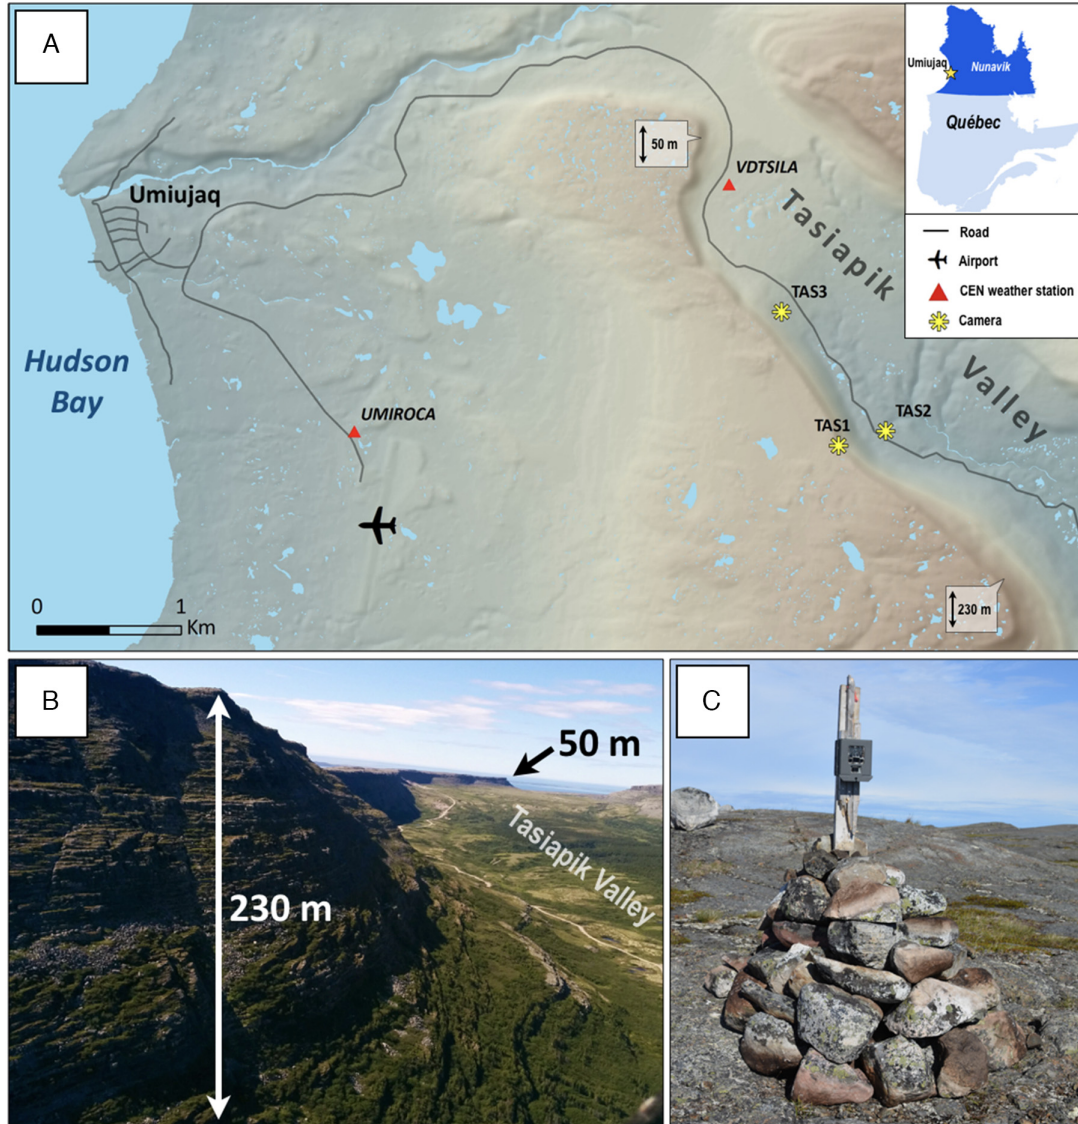 A
Umiujaq
Nunavik
Québec
50 m
VDTSILA
Umiujaq
Tasiapik
Valley
Road
Airport
CEN weather station
Camera
TAS3
Hudson
Bay
UMIROCA
TAS1
TAS2
230 m
0 1
Km
B
50 m
Tasiapik Valley
230 m
C